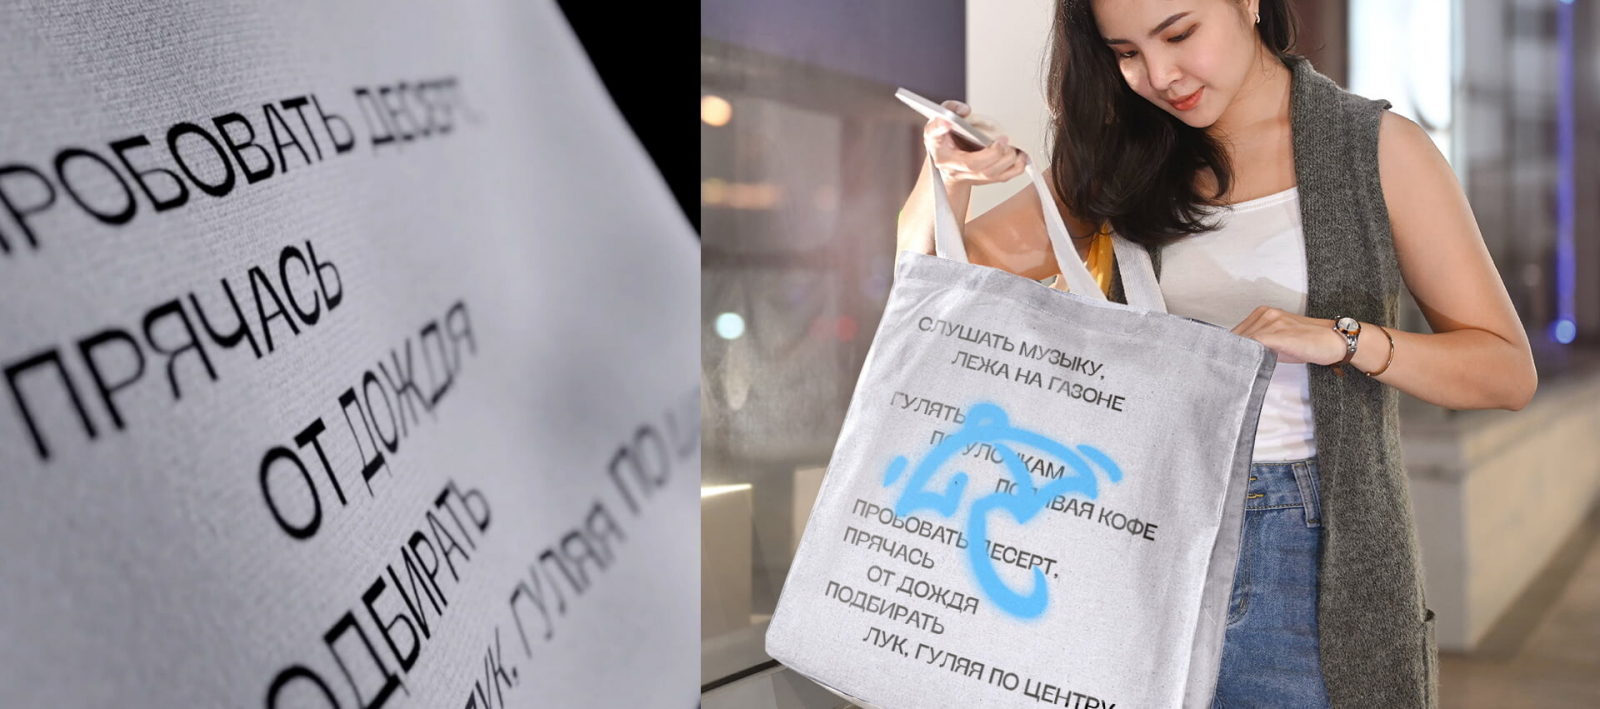 РОБОВАТЬ ДЕСЕРТ
ПРЯЧАСЬ
ОТ ДОЖДЯ
ОДБИРАТЬ
ЛУК, ГУЛЯЯ ПО Ц
СЛУШАТЬ МУЗЫКУ,
ЛЕЖА НА ГАЗОНЕ
ГУЛЯТЬ
ПО УЛОЧКАМ
ПОПИВАЯ КОФЕ
ПРОБОВАТЬ ДЕСЕРТ,
ПРЯЧАСЬ
ОТ ДОЖДЯ
ПОДБИРАТЬ
ЛУК, ГУЛЯЯ ПО ЦЕНТРУ